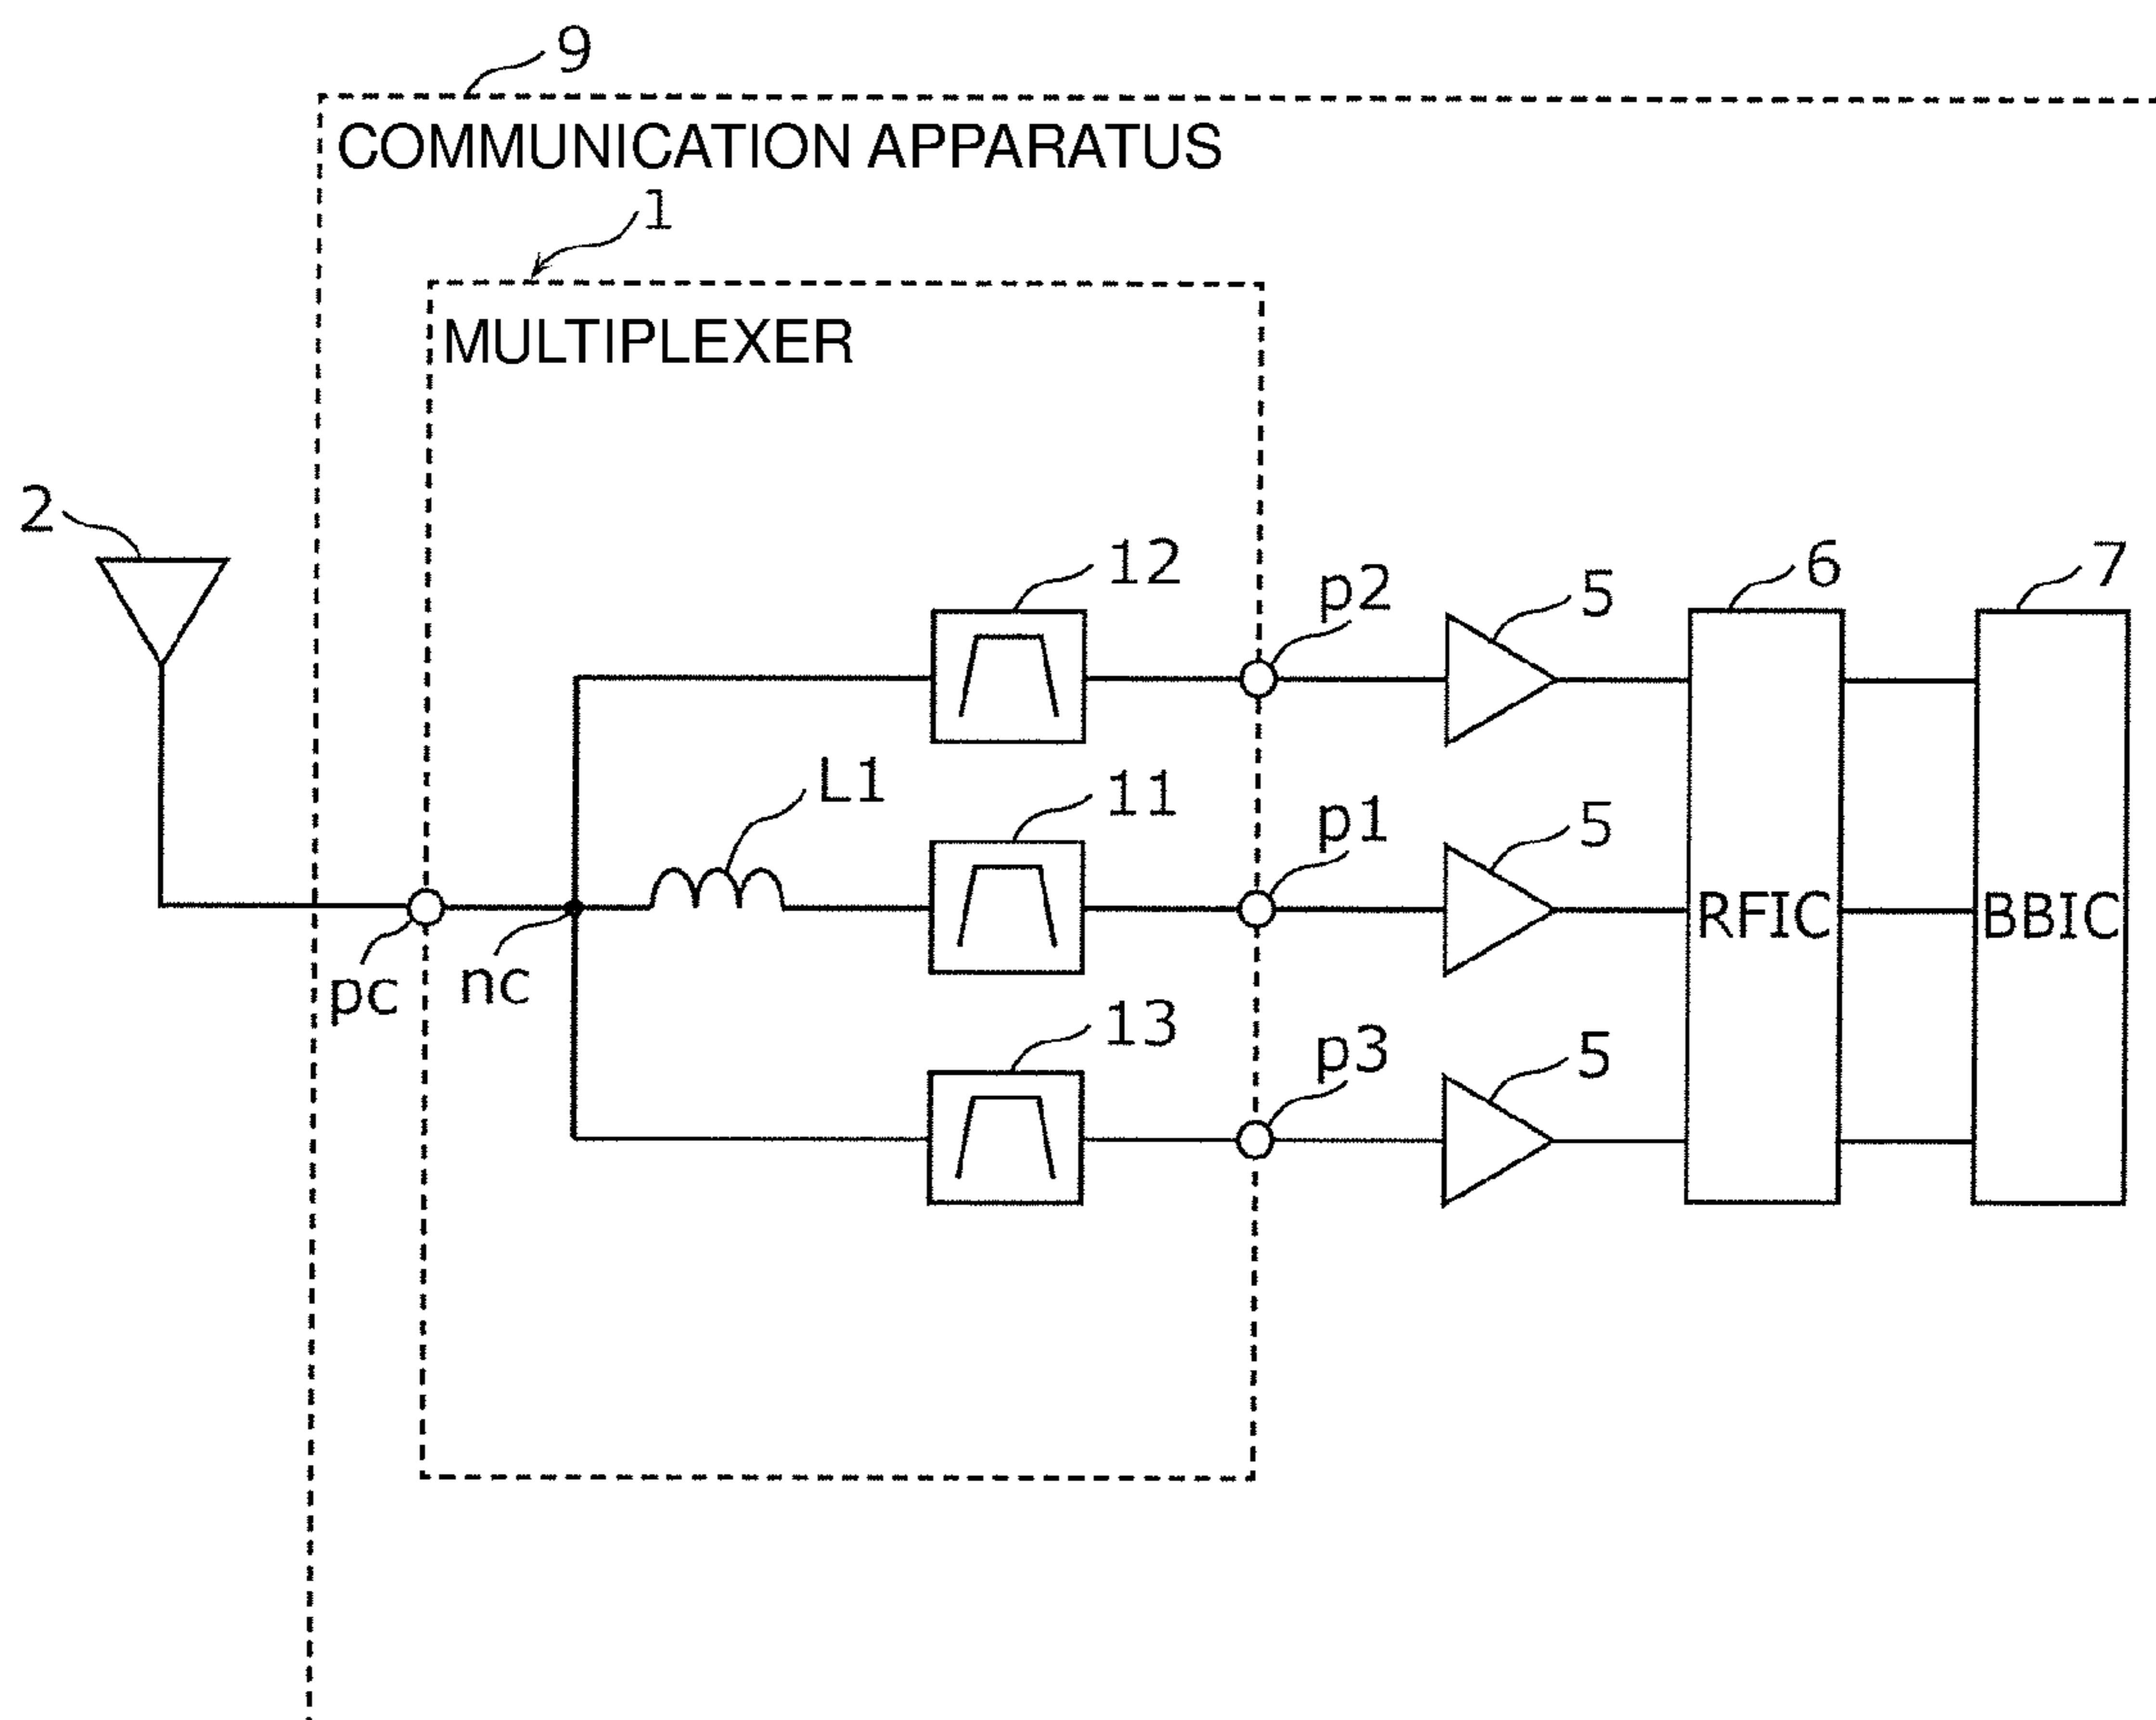 9
COMMUNICATION APPARATUS
1
MULTIPLEXER
2
12
p2
5
6
7
L1
11
p1
5
RFIC
BBIC
pc
nc
13
p3
5